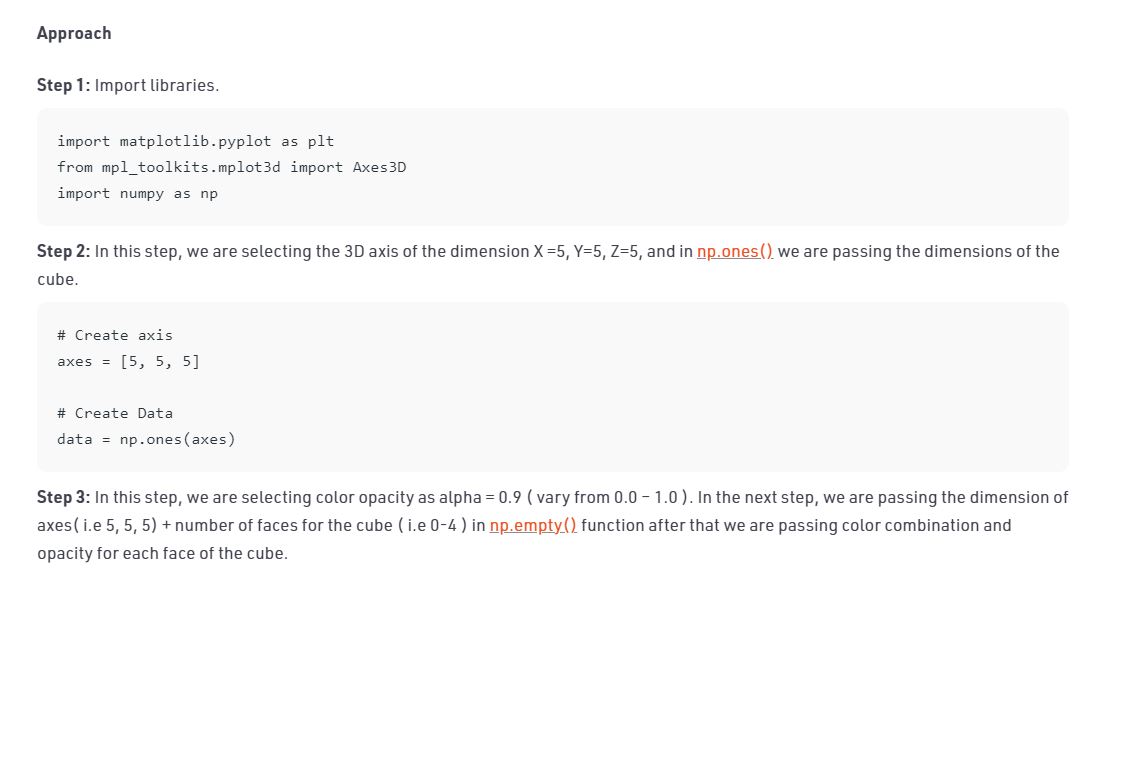 Approach
Step 1: Import libraries.
import matplotlib.pyplot as plt
from mpl_toolkits.mplot3d import Axes3D
import numpy as np
Step 2: In this step, we are selecting the 3D axis of the dimension X =5, Y=5, Z=5, and in np.ones() we are passing the dimensions of the
cube.
# Create axis
axes = [5, 5, 5]
# Create Data
data = np.ones(axes)
Step 3: In this step, we are selecting color opacity as alpha = 0.9 ( vary from 0.0 – 1.0 ). In the next step, we are passing the dimension of
axes( i.e 5, 5, 5) + number of faces for the cube ( i.e 0-4 ) in np.empty() function after that we are passing color combination and
opacity for each face of the cube.